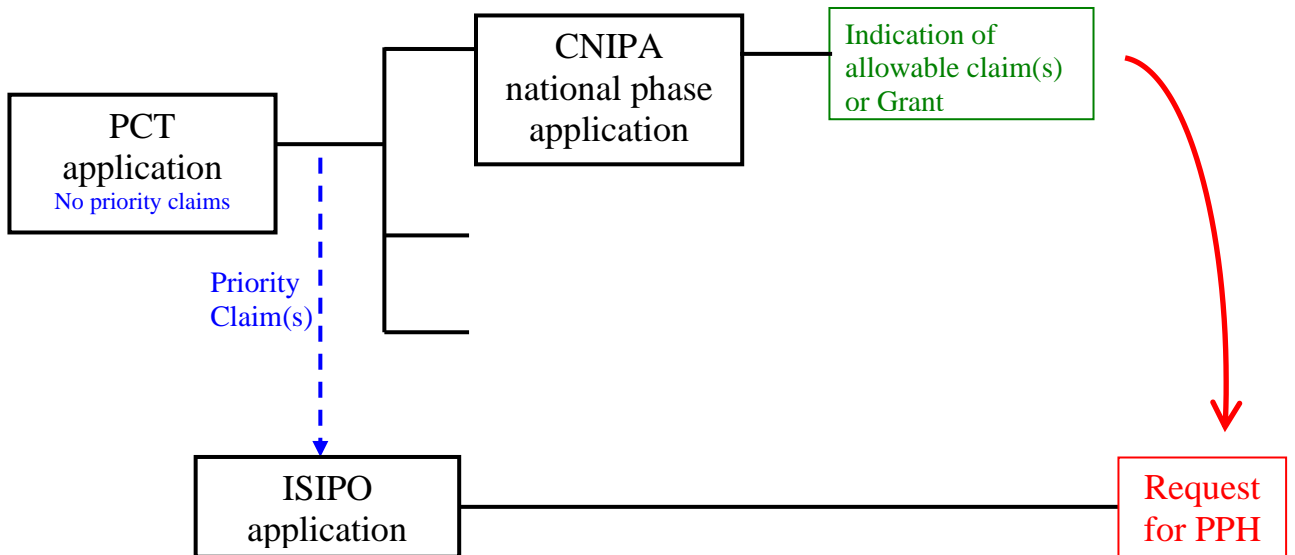 PCT
application
No priority claims
CNIPA
national phase
application
Indication of
allowable claim(s)
or Grant
Priority
Claim(s)
ISIPO
application
Request
for PPH